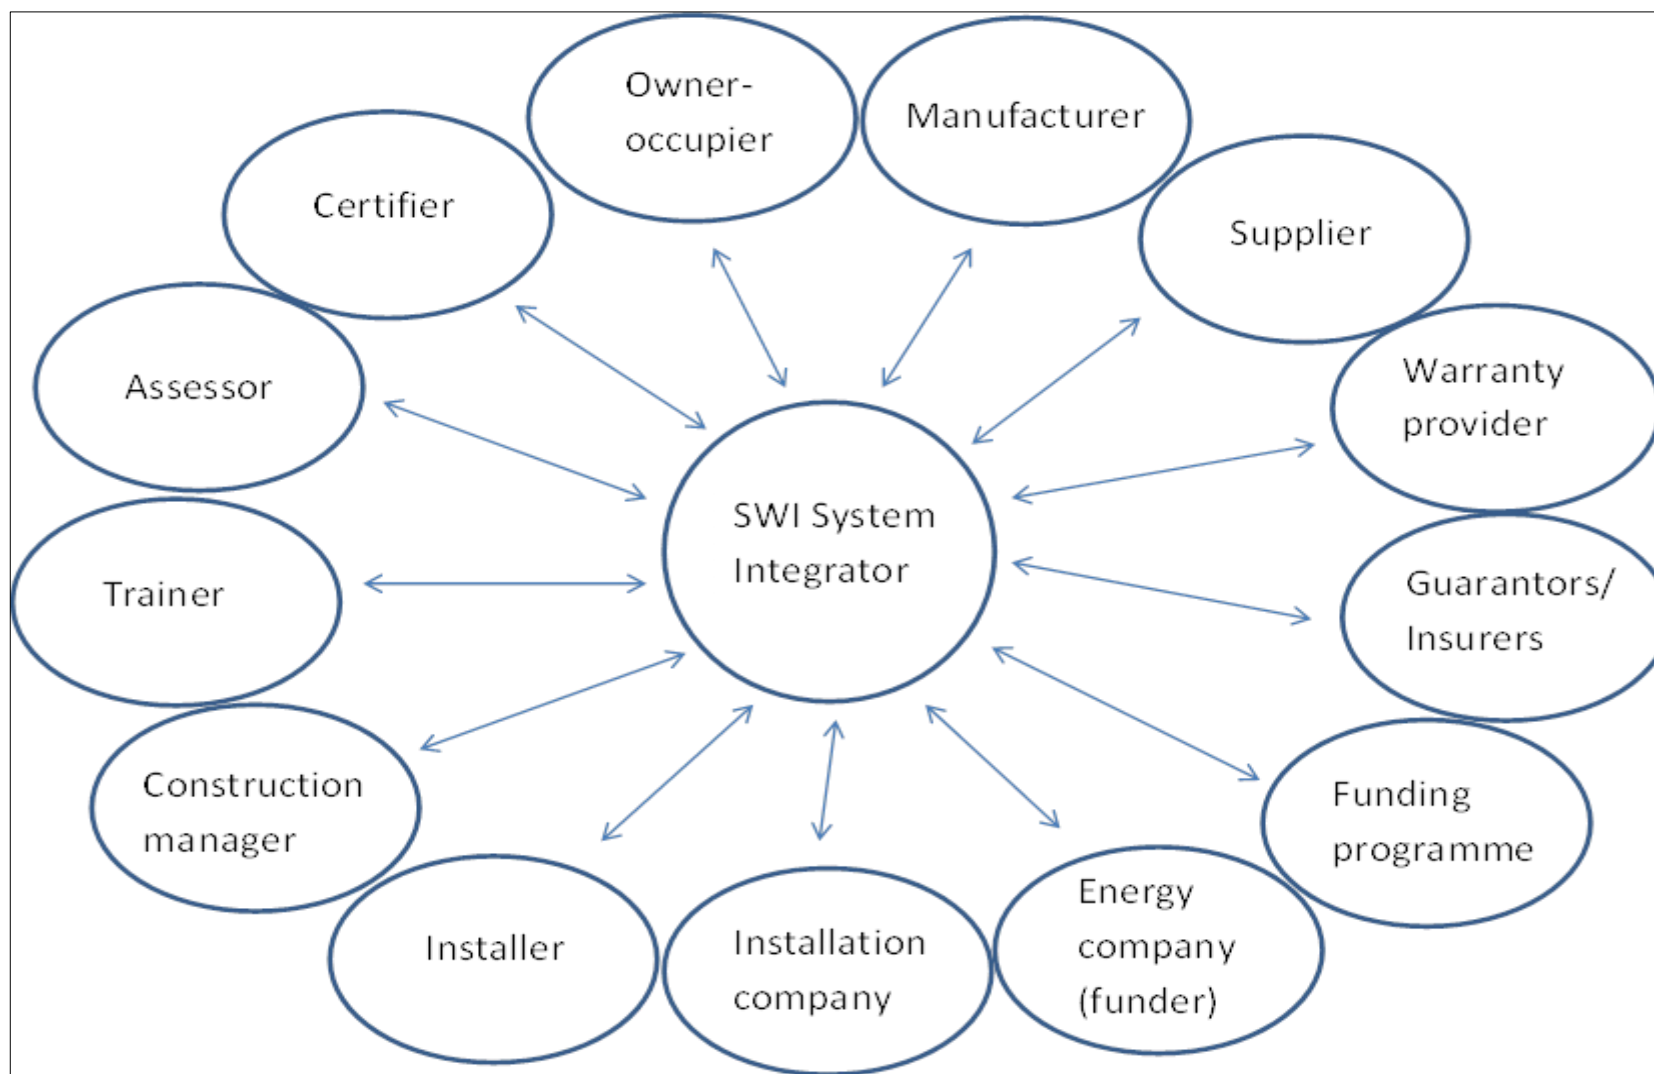 Owner-
occupier
Manufacturer
Supplier
Warranty
provider
Guarantors/
Insurers
Funding
programme
Energy
company
(funder)
Installation
company
Installer
Construction
manager
Trainer
Assessor
Certifier
SWI System
Integrator